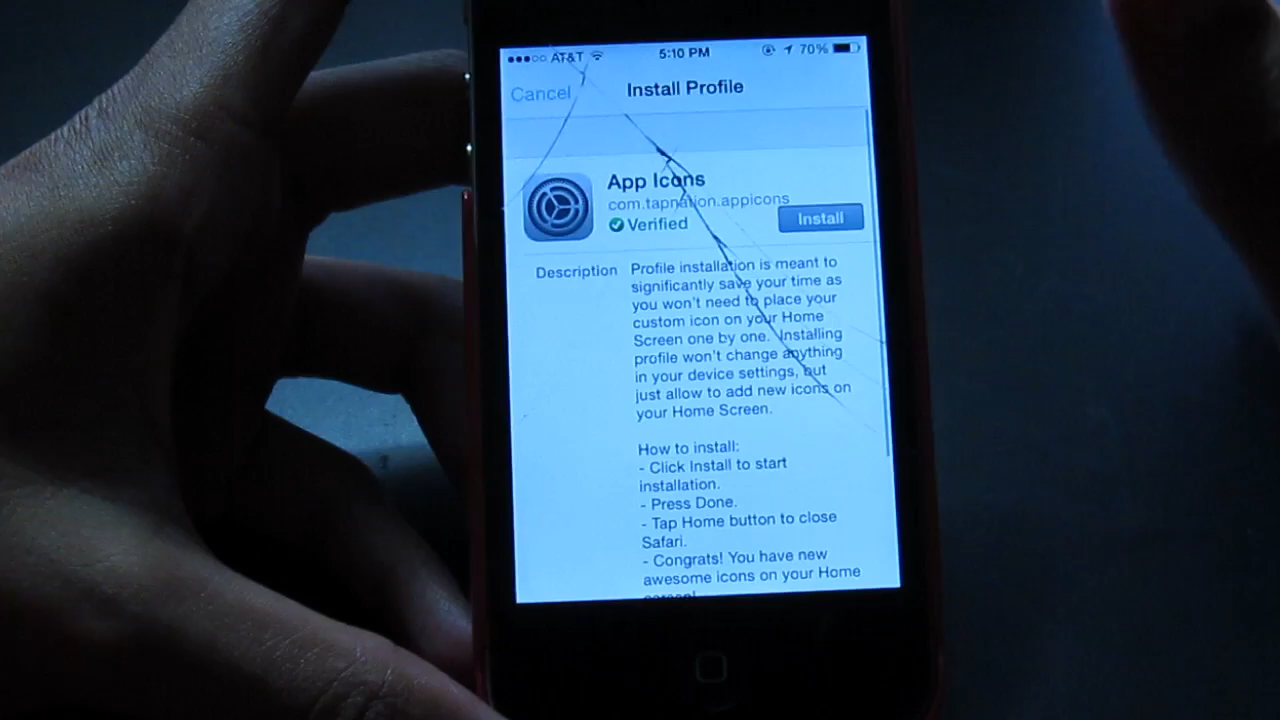 AT&T 5:10 PM 70%
Cancel Install Profile
App Icons
com.tapnation.appicons
Verified
Install
Description
Profile installation is meant to
significantly save your time as
you won't need to place your
custom icon on your Home
Screen one by one. Installing
profile won't change anything
in your device settings, but
just allow to add new icons on
your Home Screen.
How to install:
- Click Install to start
installation.
- Press Done.
- Tap Home button to close
Safari.
- Congrats! You have new
awesome icons on your Home